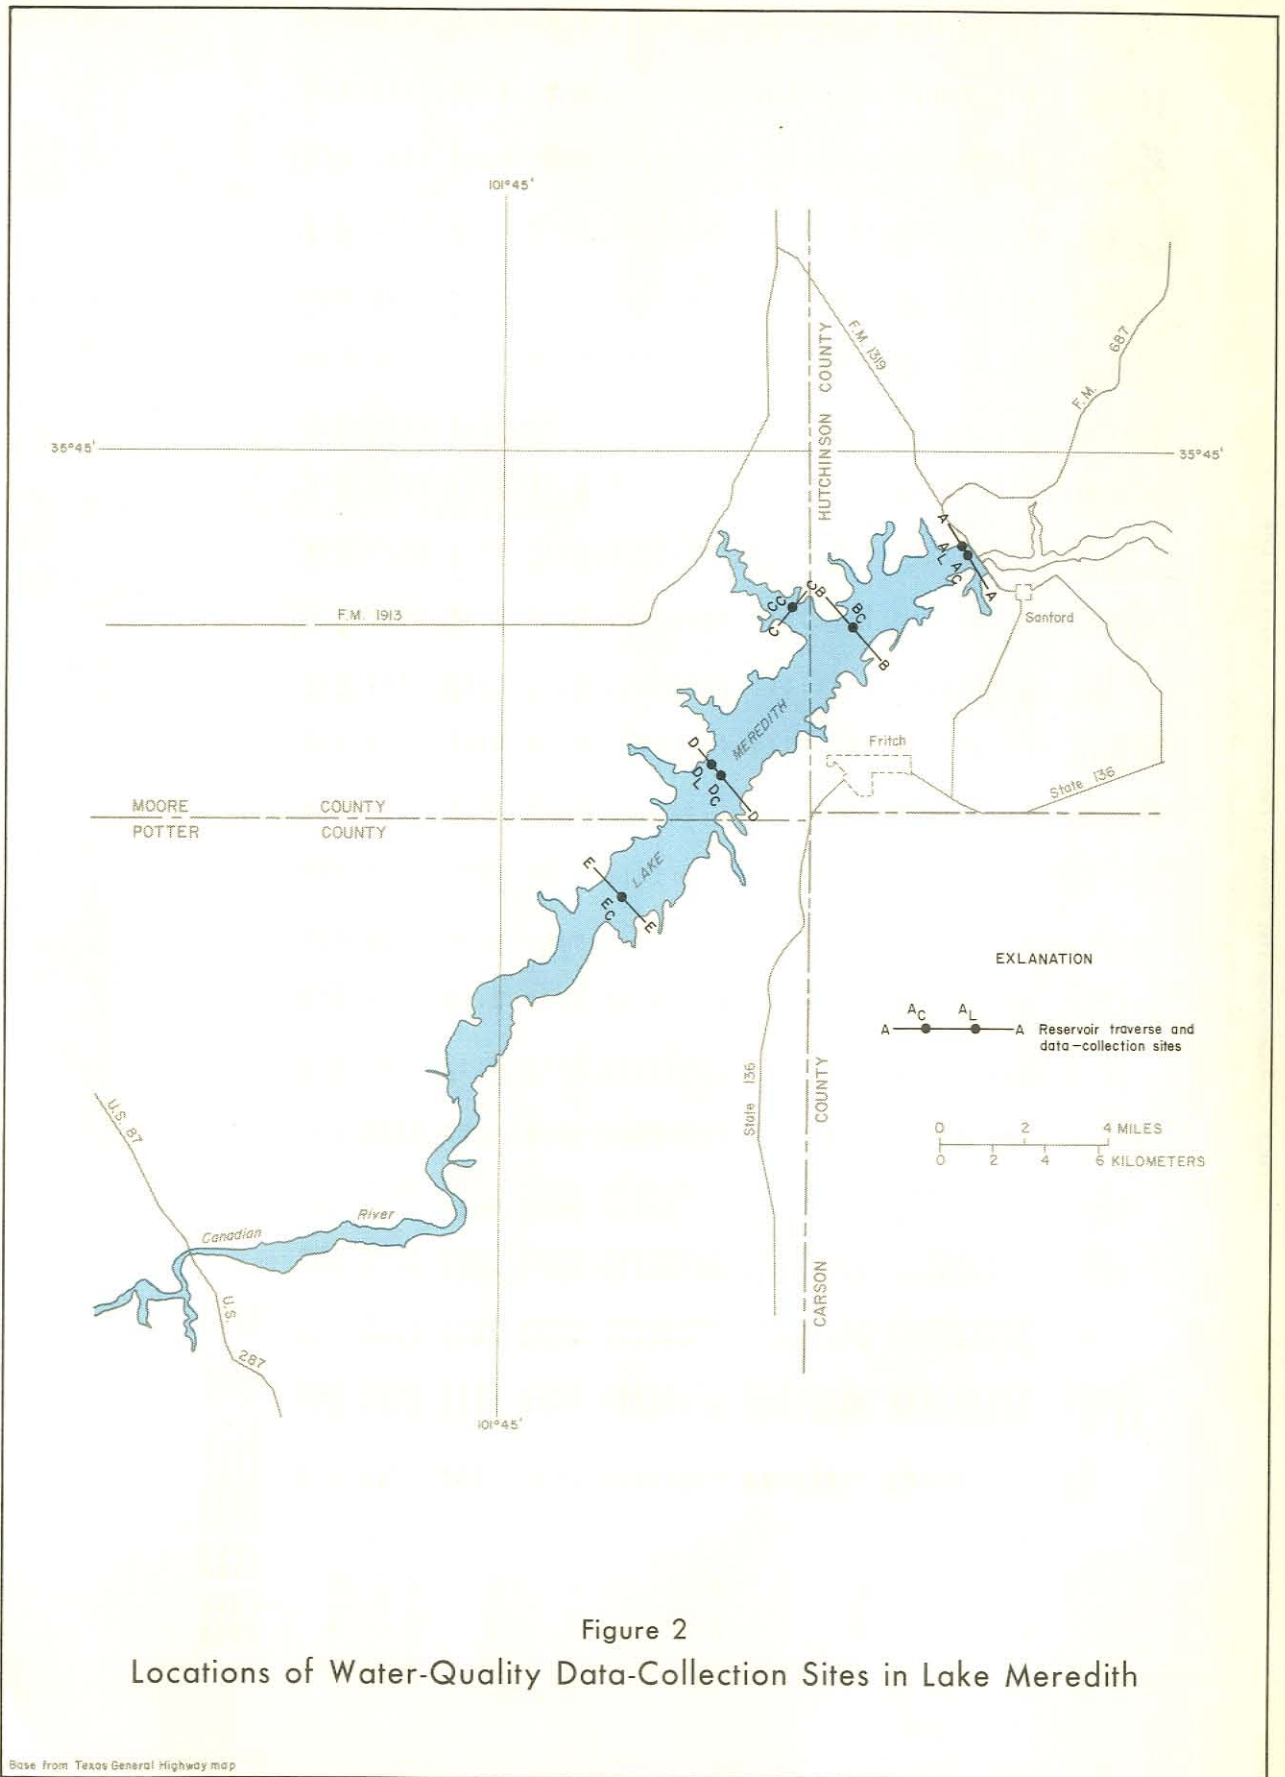 101°45'
HUTCHINSON COUNTY
F.M. 1319
F.M. 687
35°45'
35°45'
A
AL
AC
A
Sanford
F.M. 1913
CC
C
C
B
BC
B
LAKE MEREDITH
D
DL
DC
D
Fritch
State 136
MOORE COUNTY
POTTER COUNTY
E
EC
E
EXLANATION
AC AL
A A Reservoir traverse and
data-collection sites
State 136
CARSON COUNTY
0 2 4 MILES
0 2 4 6 KILOMETERS
U.S. 87
Canadian River
U.S. 287
101°45'
Figure 2
Locations of Water-Quality Data-Collection Sites in Lake Meredith
Base from Texas General Highway map